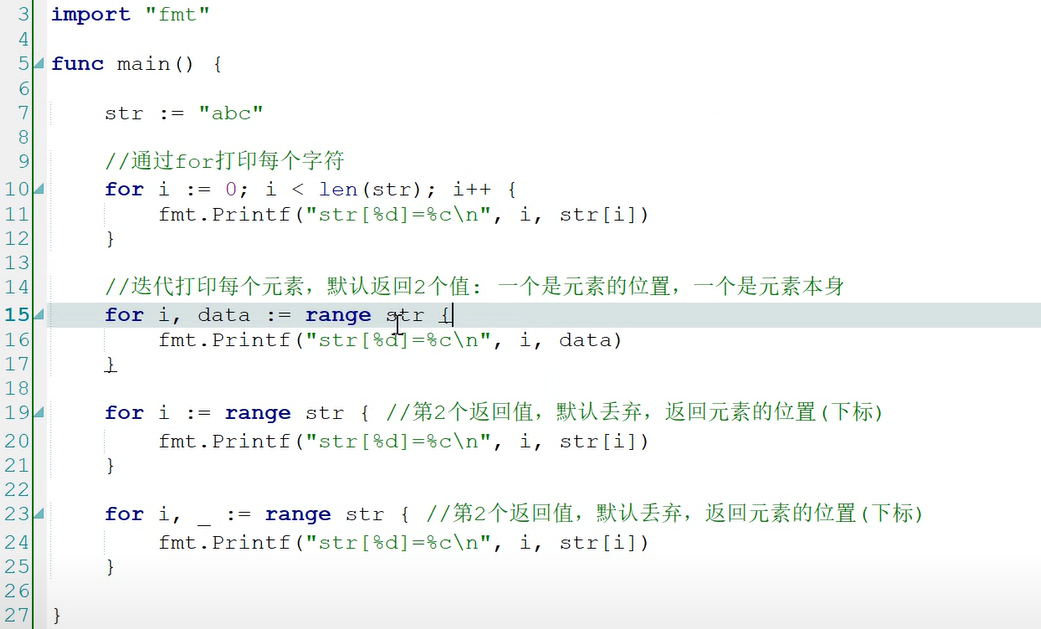 3 import "fmt"
4
5 func main() {
6
7 str := "abc"
8
9 //通过for打印每个字符
10 for i := 0; i < len(str); i++ {
11 fmt.Printf("str[%d]=%c\n", i, str[i])
12 }
13
14 //迭代打印每个元素，默认返回2个值: 一个是元素的位置，一个是元素本身
15 for i, data := range str {
16 fmt.Printf("str[%d]=%c\n", i, data)
17 }
18
19 for i := range str { //第2个返回值，默认丢弃，返回元素的位置(下标)
20 fmt.Printf("str[%d]=%c\n", i, str[i])
21 }
22
23 for i, _ := range str { //第2个返回值，默认丢弃，返回元素的位置(下标)
24 fmt.Printf("str[%d]=%c\n", i, str[i])
25 }
26
27 }